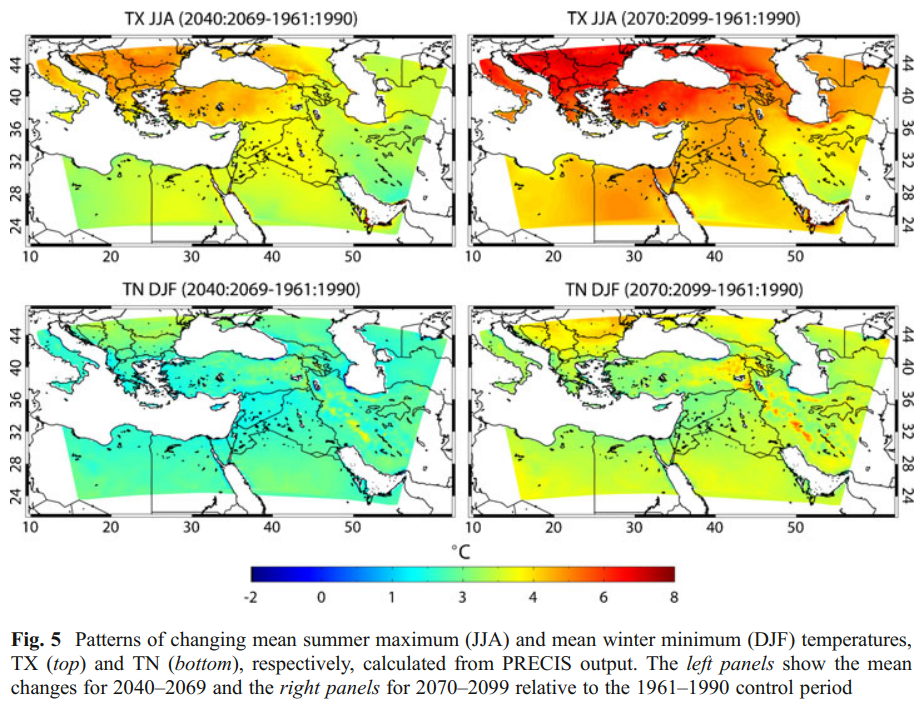 TX JJA (2040:2069-1961:1990)
TX JJA (2070:2099-1961:1990)
44
40
36
32
28
24
10 20 30 40 50
44
40
36
32
28
24
10 20 30 40 50
TN DJF (2040:2069-1961:1990)
TN DJF (2070:2099-1961:1990)
44
40
36
32
28
24
10 20 30 40 50
44
40
36
32
28
24
10 20 30 40 50
°C
-2 0 1 3 4 6 8
Fig. 5 Patterns of changing mean summer maximum (JJA) and mean winter minimum (DJF) temperatures,
TX (top) and TN (bottom), respectively, calculated from PRECIS output. The left panels show the mean
changes for 2040–2069 and the right panels for 2070–2099 relative to the 1961–1990 control period